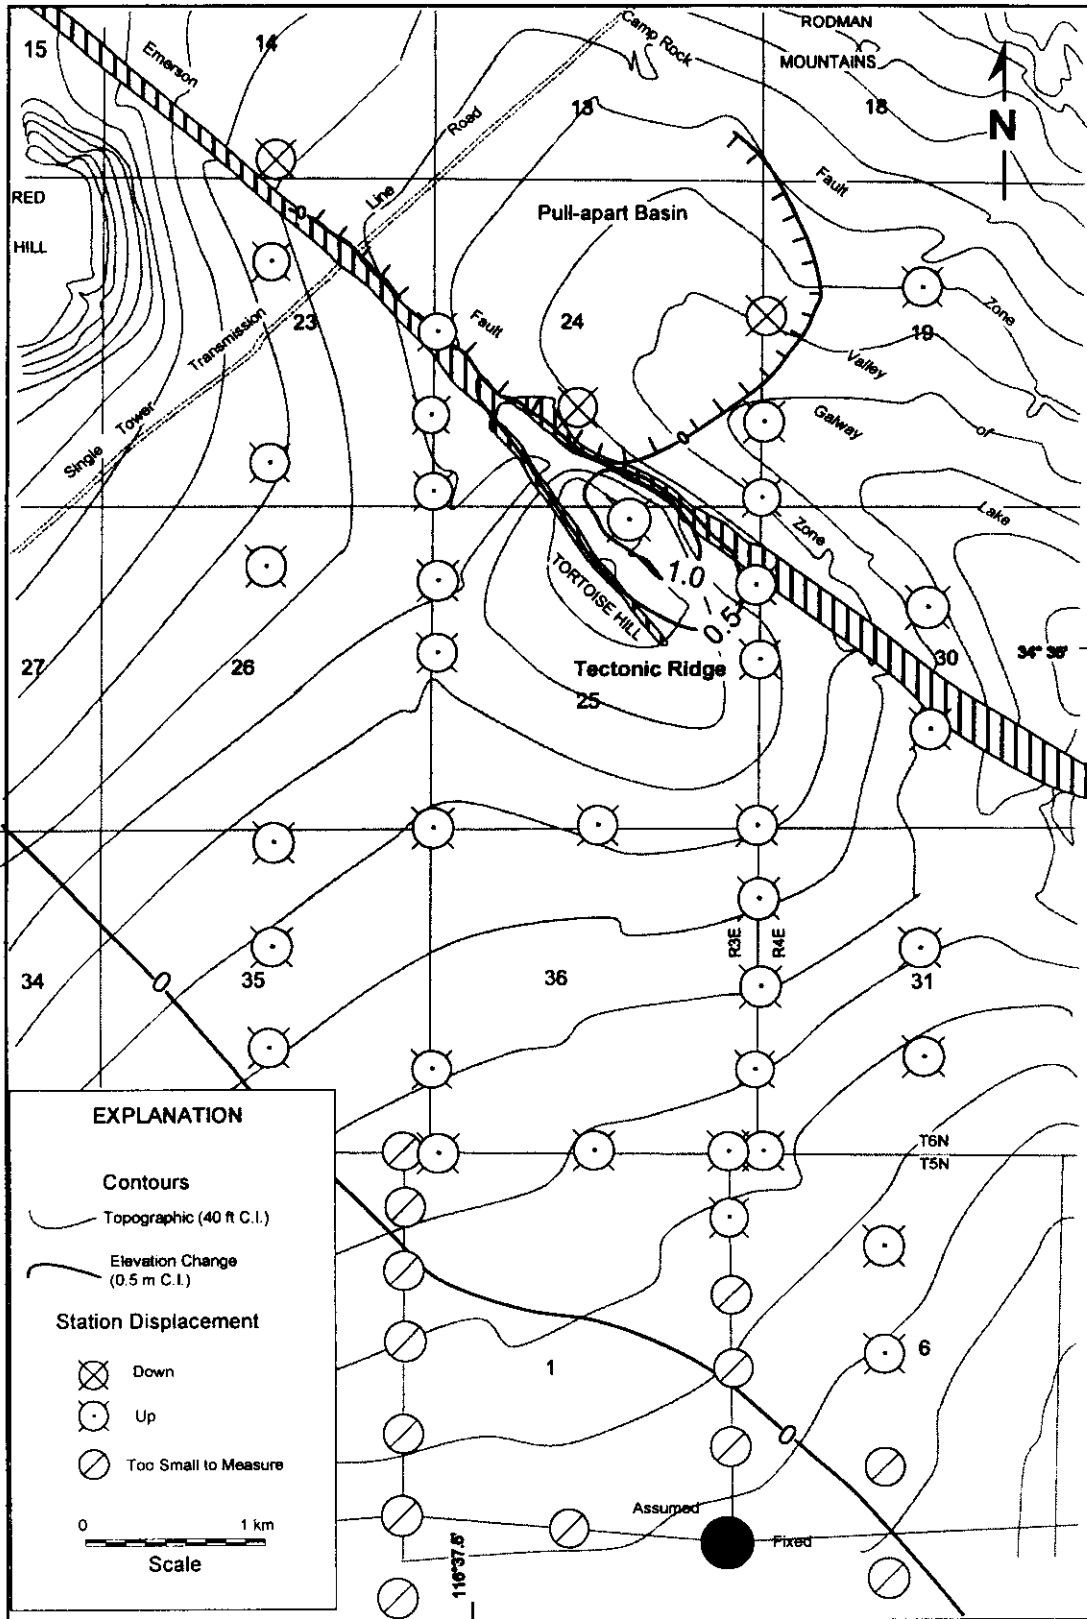 RODMAN
MOUNTAINS
Camp Rock
15
14
Emerson
13
18
N
Road
Line
Fault
RED
HILL
Pull-apart Basin
0
Transmission
23
Fault
24
Zone
19
Valley
Single Tower
0
Galway
of
Lake
Zone
1.0
TORTOISE HILL
0.5
27
26
30
34° 35'
Tectonic Ridge
25
R3E
R4E
34
0
35
36
31
EXPLANATION
Contours
Topographic (40 ft C.I.)
Elevation Change
(0.5 m C.I.)
Station Displacement
Down
Up
Too Small to Measure
0 1 km
Scale
T6N
T5N
1
6
0
Assumed
Fixed
116°37.5'